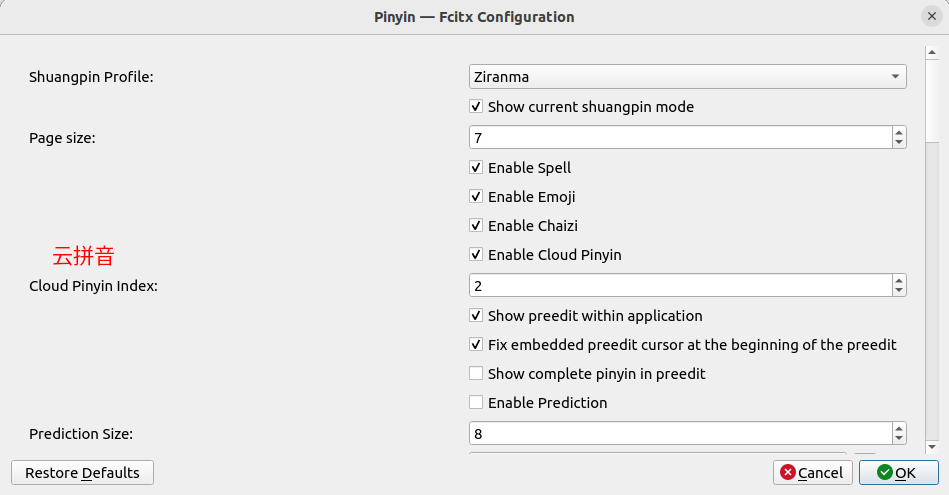 Pinyin — Fcitx Configuration
Shuangpin Profile:
Ziranma
Show current shuangpin mode
Page size:
7
Enable Spell
Enable Emoji
Enable Chaizi
云拼音
Enable Cloud Pinyin
Cloud Pinyin Index:
2
Show preedit within application
Fix embedded preedit cursor at the beginning of the preedit
Show complete pinyin in preedit
Enable Prediction
Prediction Size:
8
Restore Defaults
Cancel
OK